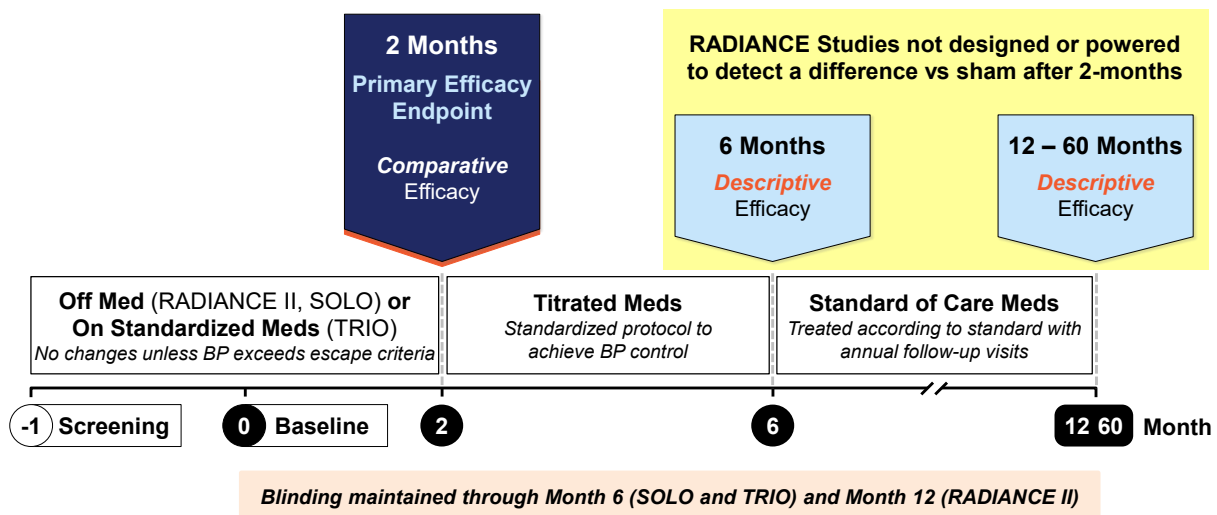 2 Months
Primary Efficacy
Endpoint
Comparative
Efficacy
RADIANCE Studies not designed or powered
to detect a difference vs sham after 2-months
6 Months
Descriptive
Efficacy
12 – 60 Months
Descriptive
Efficacy
Off Med (RADIANCE II, SOLO) or
On Standardized Meds (TRIO)
No changes unless BP exceeds escape criteria
Titrated Meds
Standardized protocol to
achieve BP control
Standard of Care Meds
Treated according to standard with
annual follow-up visits
-1 Screening
0 Baseline
2
6
12 60 Month
Blinding maintained through Month 6 (SOLO and TRIO) and Month 12 (RADIANCE II)